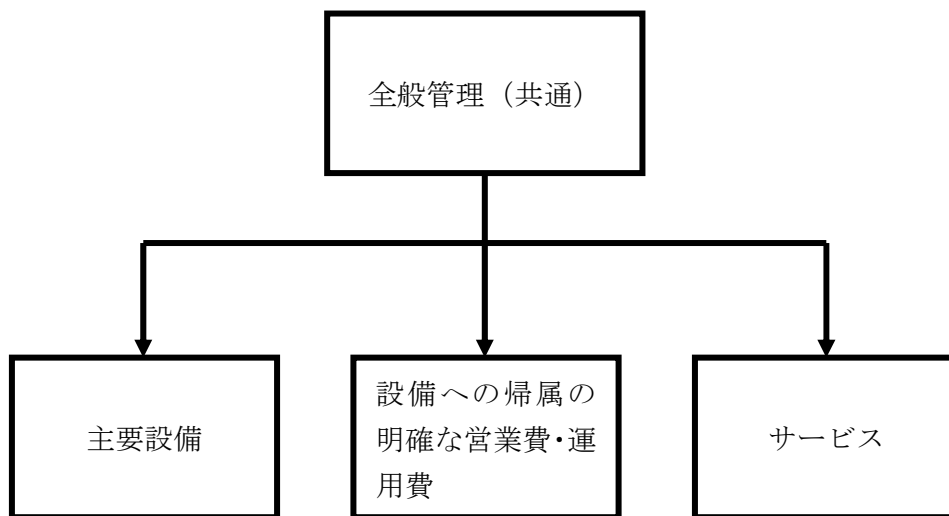 全般管理（共通）
主要設備
設備への帰属の
明確な営業費・運
用費
サービス